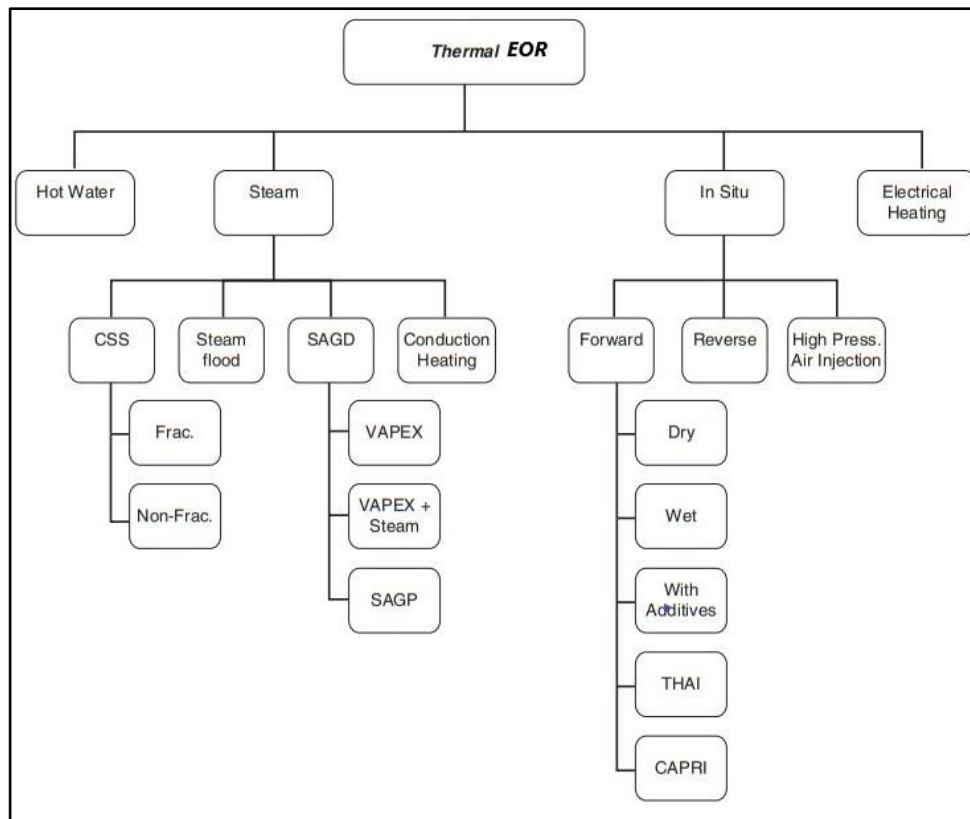 Thermal EOR
Hot Water
Steam
In Situ
Electrical
Heating
CSS
Steam
flood
SAGD
Conduction
Heating
Forward
Reverse
High Press.
Air Injection
Frac.
Non-Frac.
VAPEX
VAPEX +
Steam
SAGP
Dry
Wet
With
Additives
THAI
CAPRI